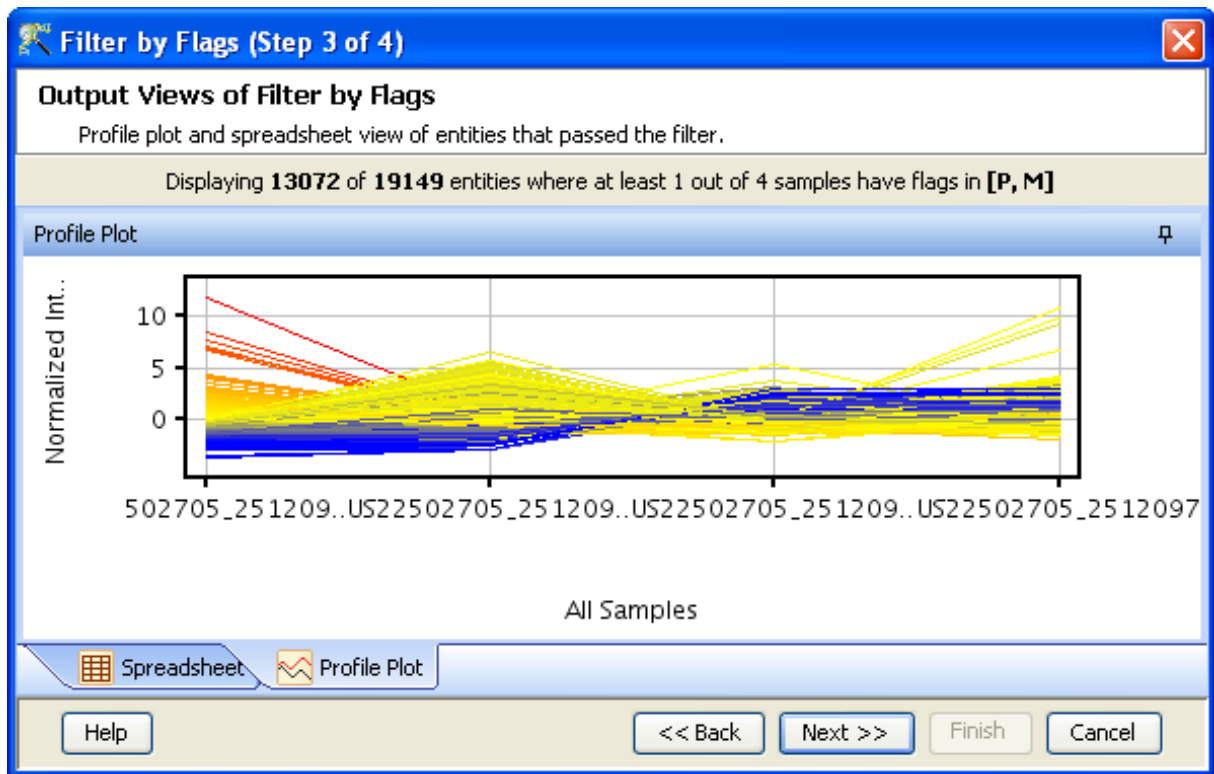 Filter by Flags (Step 3 of 4)
Output Views of Filter by Flags
Profile plot and spreadsheet view of entities that passed the filter.
Displaying 13072 of 19149 entities where at least 1 out of 4 samples have flags in [P, M]
Profile Plot
Normalized Int..
10
5
0
502705_251209..US22502705_251209..US22502705_251209..US22502705_2512097
All Samples
Spreadsheet Profile Plot
Help << Back Next >> Finish Cancel